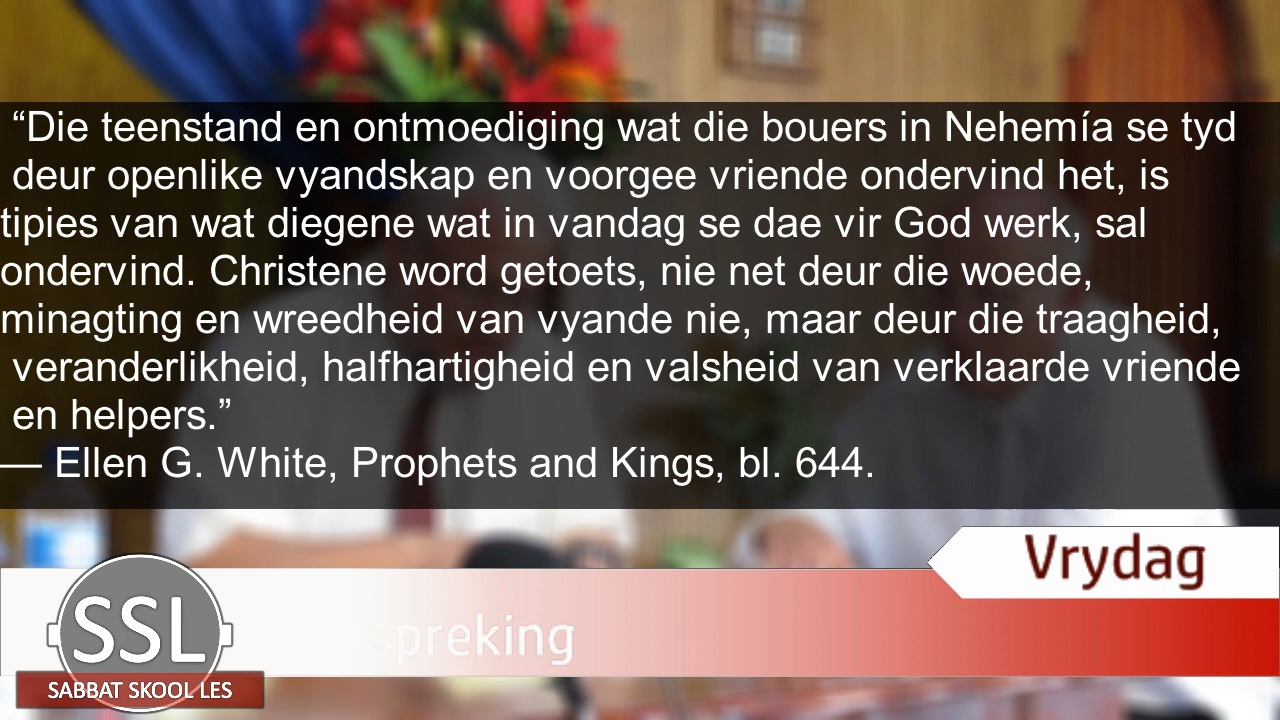 “Die teenstand en ontmoediging wat die bouers in Nehemía se tyd
deur openlike vyandskap en voorgee vriende ondervind het, is
tipies van wat diegene wat in vandag se dae vir God werk, sal
ondervind. Christene word getoets, nie net deur die woede,
minagting en wreedheid van vyande nie, maar deur die traagheid,
veranderlikheid, halfhartigheid en valsheid van verklaarde vriende
en helpers.”
— Ellen G. White, Prophets and Kings, bl. 644.
Vrydag
spreking
SSL
SABBAT SKOOL LES